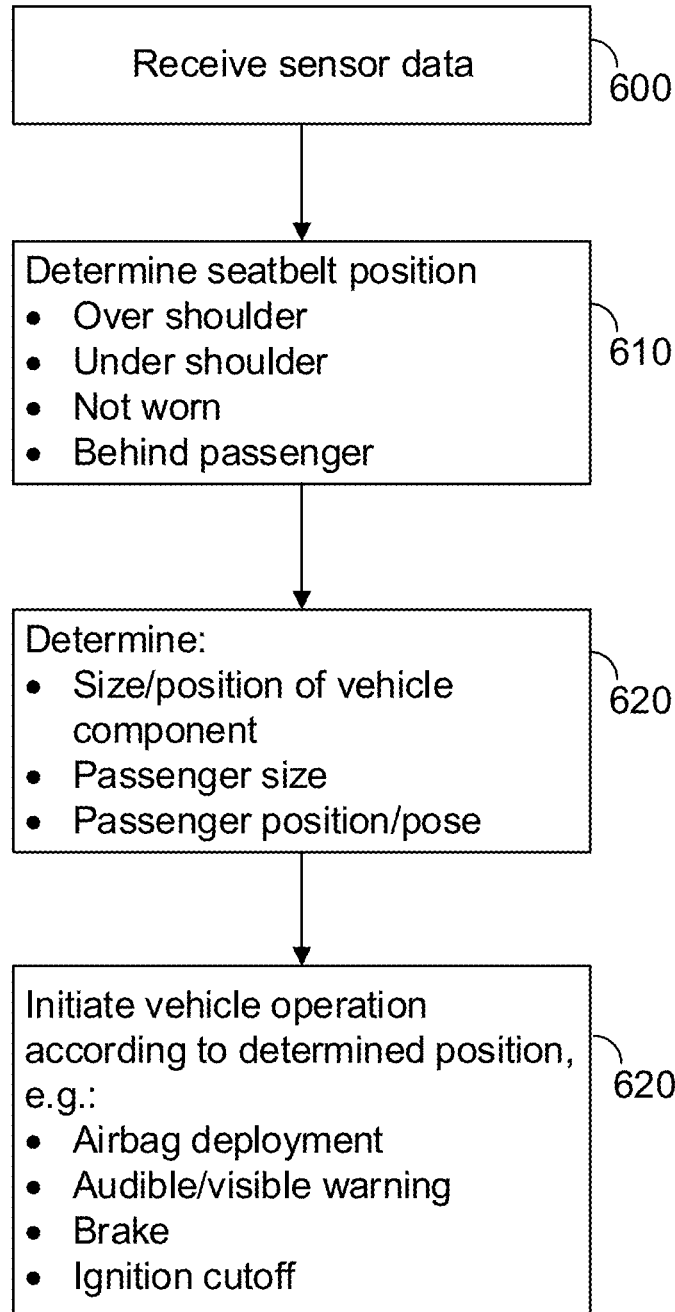 Receive sensor data
600
Determine seatbelt position
• Over shoulder
• Under shoulder
• Not worn
• Behind passenger
610
Determine:
• Size/position of vehicle
component
• Passenger size
• Passenger position/pose
620
Initiate vehicle operation
according to determined position,
e.g.:
• Airbag deployment
• Audible/visible warning
• Brake
• Ignition cutoff
620